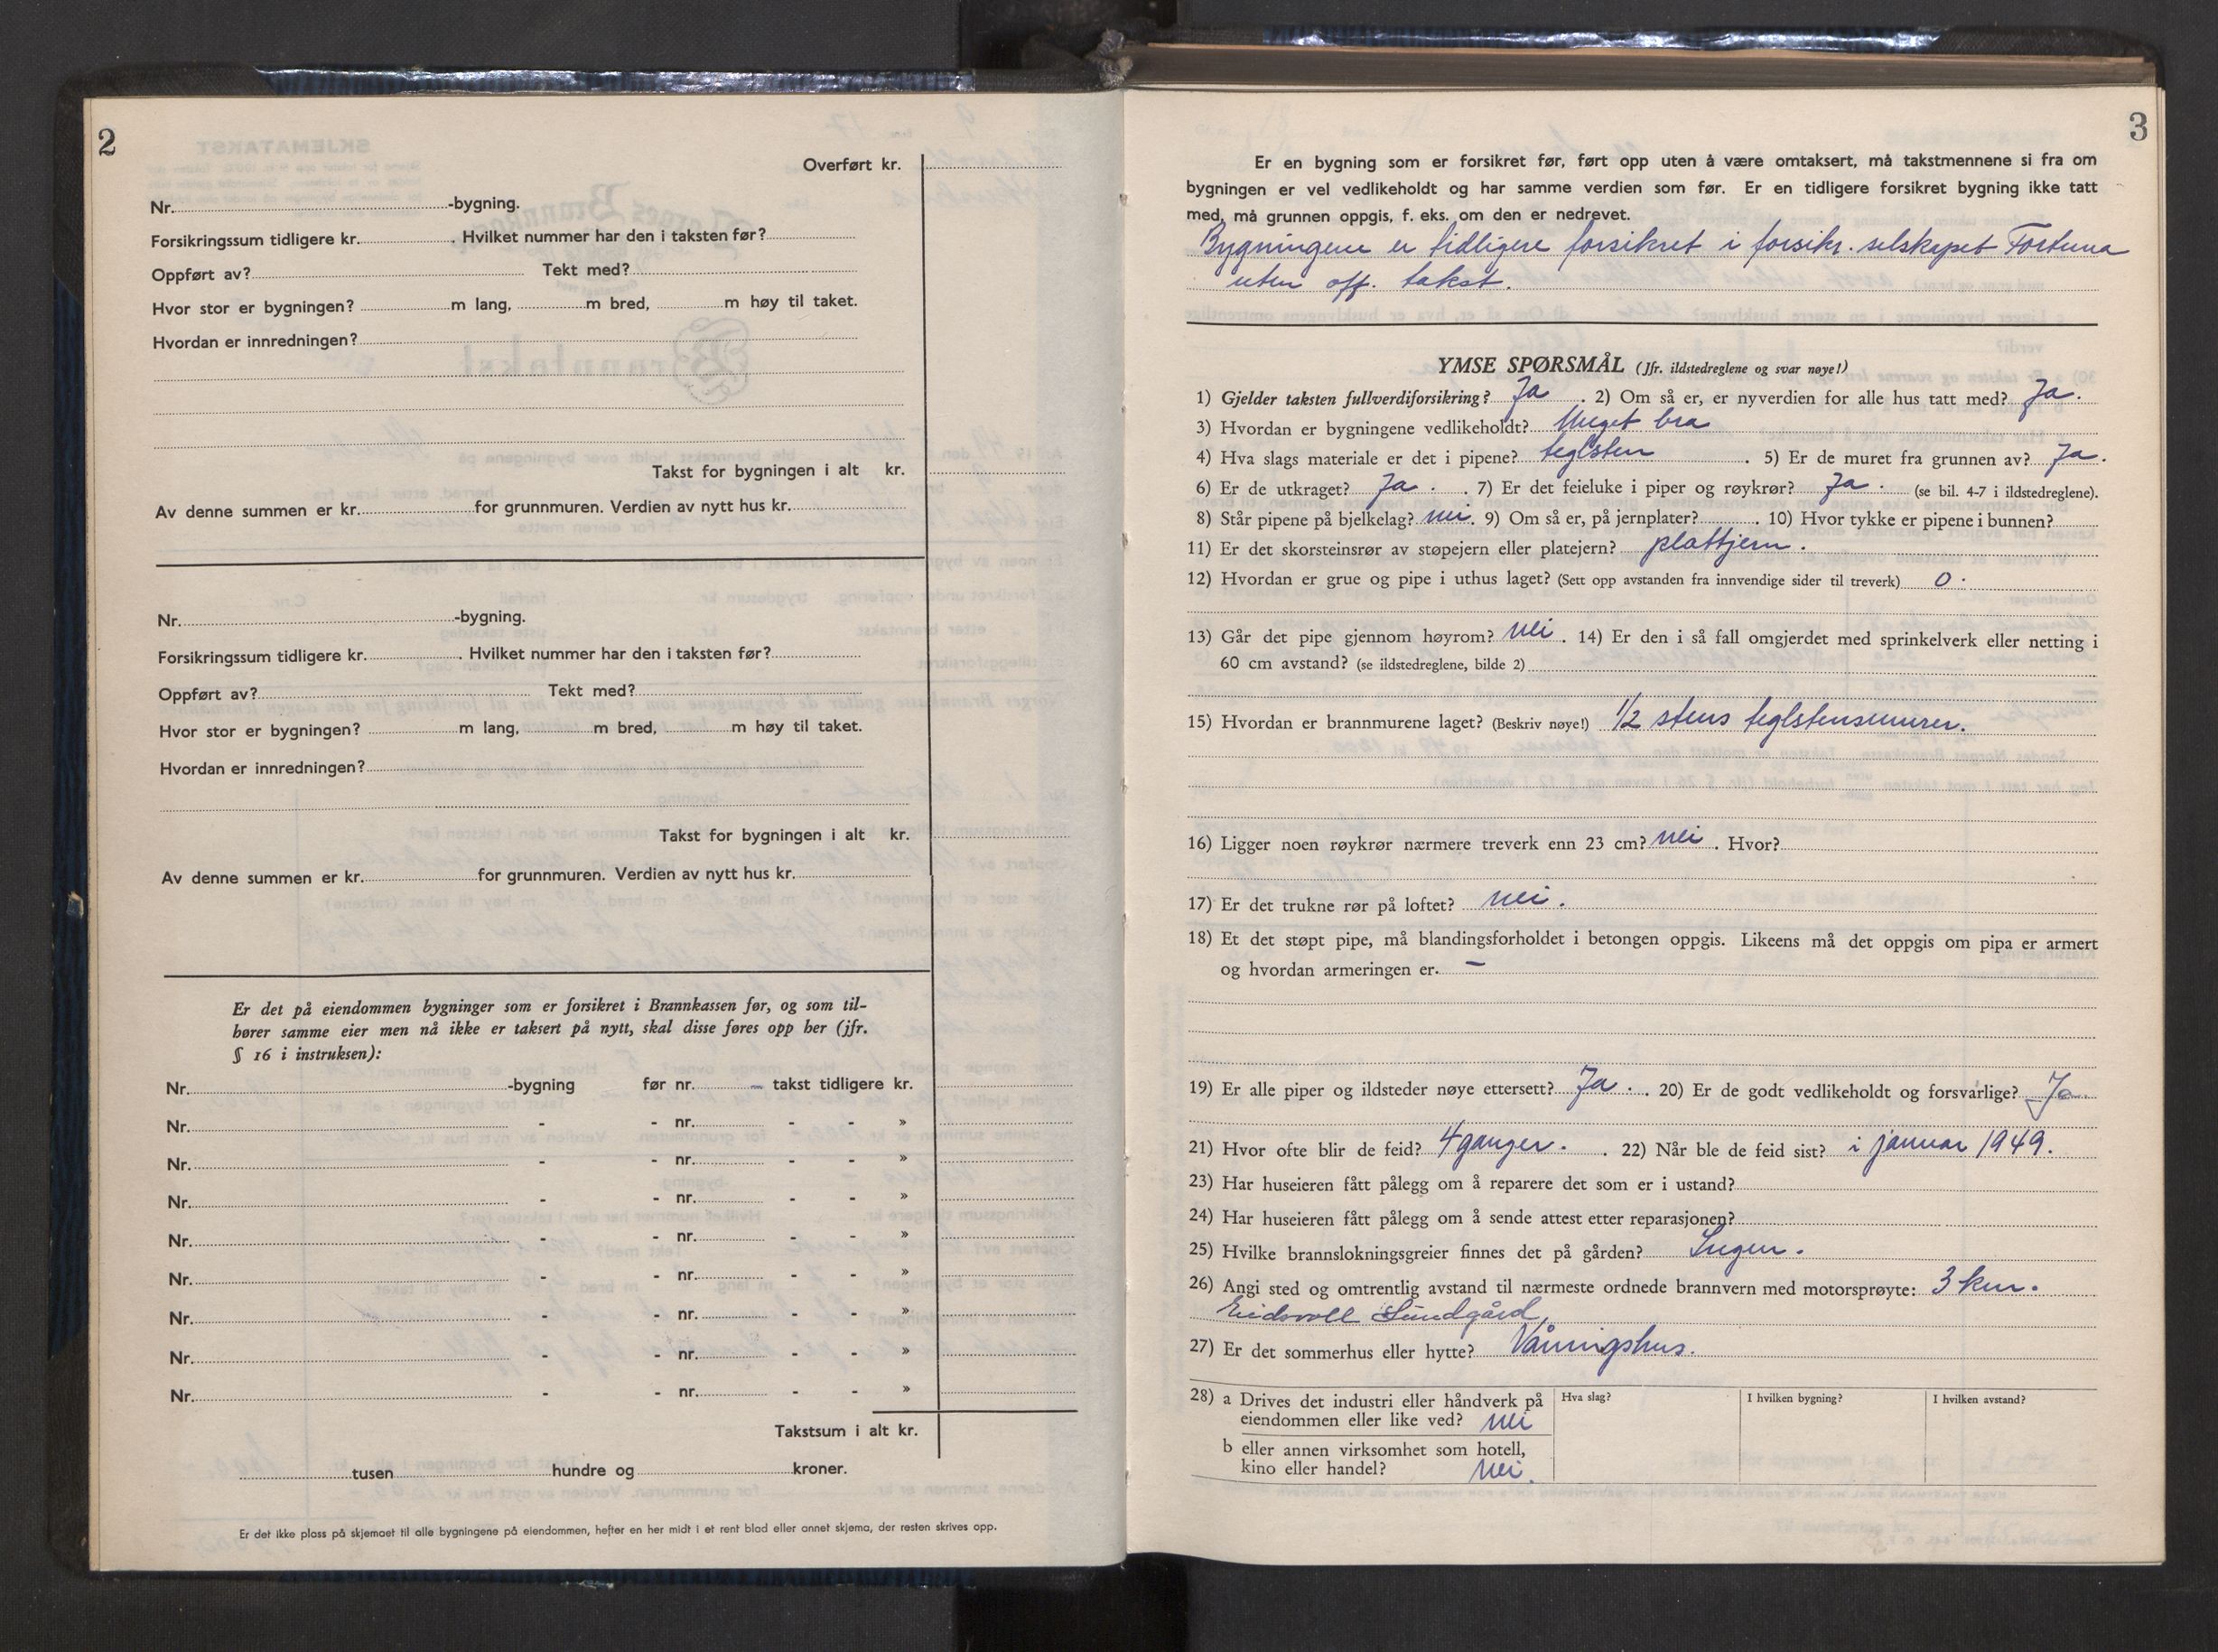 2
Overført kr.
Nr. -bygning.
Forsikringssum tidligere kr. . Hvilket nummer har den i taksten før?
Oppført av? Tekt med?
Hvor stor er bygningen? m lang, m bred, m høy til taket.
Hvordan er innredningen?
Takst for bygningen i alt kr.
Av denne summen er kr. for grunnmuren. Verdien av nytt hus kr.
Nr. -bygning.
Forsikringssum tidligere kr. . Hvilket nummer har den i taksten før?
Oppført av? Tekt med?
Hvor stor er bygningen? m lang, m bred, m høy til taket.
Hvordan er innredningen?
Takst for bygningen i alt kr.
Av denne summen er kr. for grunnmuren. Verdien av nytt hus kr.
Er det på eiendommen bygninger som er forsikret i Brannkassen før, og som til-
hører samme eier men nå ikke er taksert på nytt, skal disse føres opp her (jfr.
§ 16 i instruksen):
Nr. -bygning før nr. – takst tidligere kr.
Nr. - - nr. - - »
Nr. - - nr. - - »
Nr. - - nr. - - »
Nr. - - nr. - - »
Nr. - - nr. - - »
Nr. - - nr. - - »
Nr. - - nr. - - »
Nr. - - nr. - - »
Takstsum i alt kr.
tusen hundre og kroner.
Er det ikke plass på skjemaet til alle bygningene på eiendommen, hefter en her midt i et rent blad eller annet skjema, der resten skrives opp.
3
Er en bygning som er forsikret før, ført opp uten å være omtaksert, må takstmennene si fra om
bygningen er vel vedlikeholdt og har samme verdien som før. Er en tidligere forsikret bygning ikke tatt
med, må grunnen oppgis, f. eks. om den er nedrevet.
Bygningene er tidligere forsikret i forsikr. selskapet Fortuna
uten off. takst.
YMSE SPØRSMÅL (Jfr. ildstedreglene og svar nøye!)
1) Gjelder taksten fullverdiforsikring? Ja . 2) Om så er, er nyverdien for alle hus tatt med? Ja.
3) Hvordan er bygningene vedlikeholdt? Meget bra
4) Hva slags materiale er det i pipene? teglsten . 5) Er de muret fra grunnen av? Ja.
6) Er de utkraget? Ja . . 7) Er det feieluke i piper og røykrør? Ja . (se bil. 4-7 i ildstedreglene).
8) Står pipene på bjelkelag? nei. 9) Om så er, på jernplater? . 10) Hvor tykke er pipene i bunnen?
11) Er det skorsteinsrør av støpejern eller platejern? plattjern .
12) Hvordan er grue og pipe i uthus laget? (Sett opp avstanden fra innvendige sider til treverk) 0.
13) Går det pipe gjennom høyrom? nei . 14) Er den i så fall omgjerdet med sprinkelverk eller netting i
60 cm avstand? (se ildstedreglene, bilde 2)
15) Hvordan er brannmurene laget? (Beskriv nøye!) 1/2 stens teglstensmurer.
16) Ligger noen røykrør nærmere treverk enn 23 cm? nei . Hvor?
17) Er det trukne rør på loftet? nei .
18) Et det støpt pipe, må blandingsforholdet i betongen oppgis. Likeens må det oppgis om pipa er armert
og hvordan armeringen er. –
19) Er alle piper og ildsteder nøye ettersett? Ja . . 20) Er de godt vedlikeholdt og forsvarlige? Ja
21) Hvor ofte blir de feid? 4 ganger . . 22) Når ble de feid sist? i januar 1949.
23) Har huseieren fått pålegg om å reparere det som er i ustand?
24) Har huseieren fått pålegg om å sende attest etter reparasjonen?
25) Hvilke brannslokningsgreier finnes det på gården? Ingen .
26) Angi sted og omtrentlig avstand til nærmeste ordnede brannvern med motorsprøyte: 3 km.
Eidsvoll Sundgård
27) Er det sommerhus eller hytte? Våningshus.
28) a Drives det industri eller håndverk på Hva slag? I hvilken bygning? I hvilken avstand?
eiendommen eller like ved? nei
b eller annen virksomhet som hotell,
kino eller handel? nei.